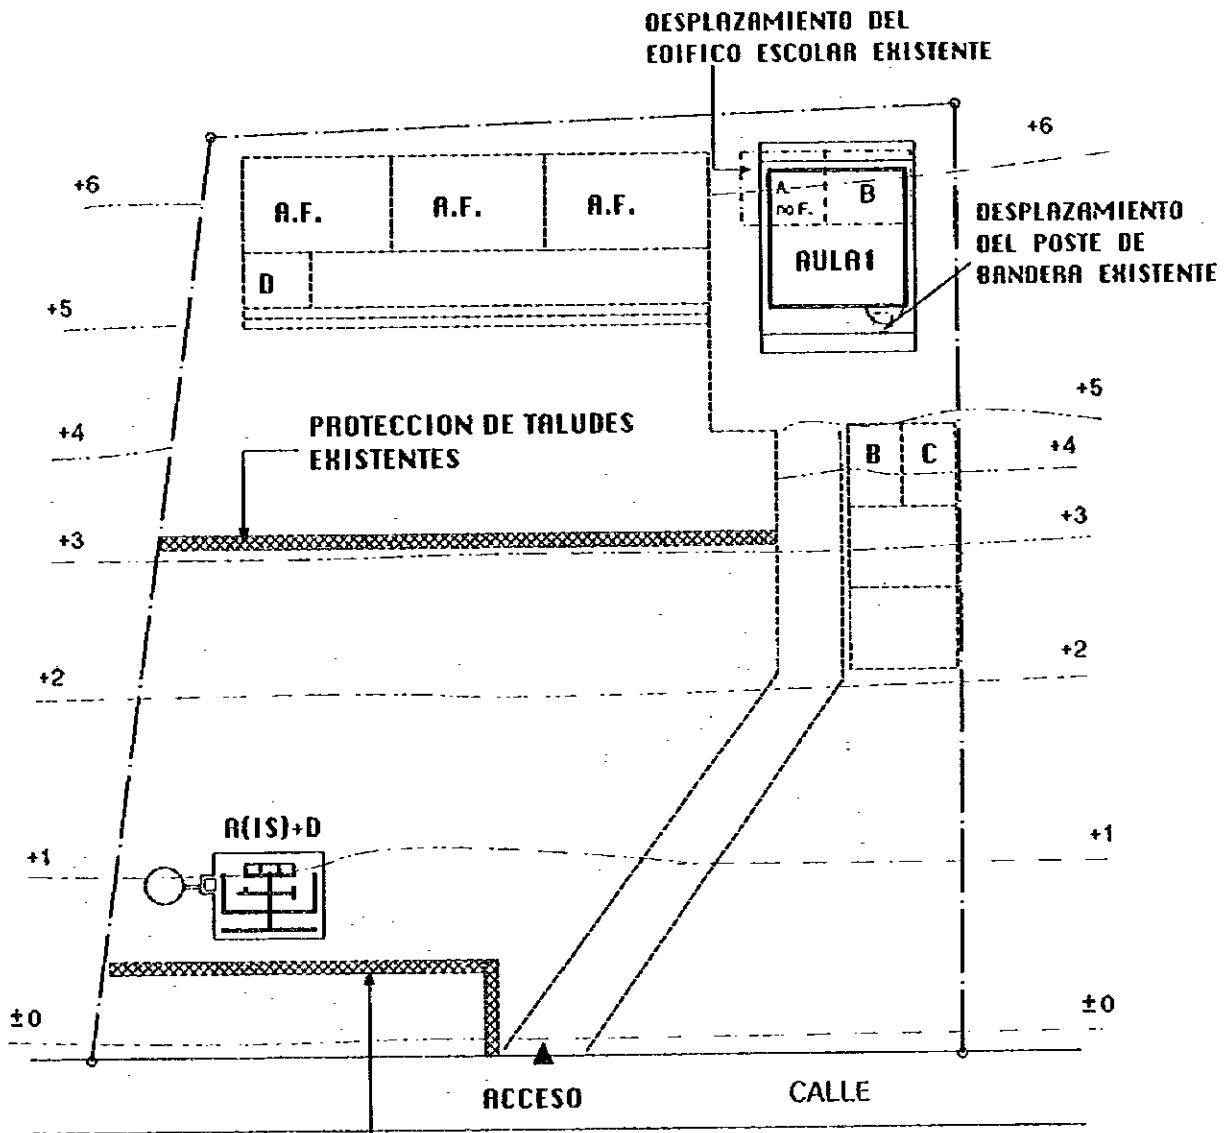 DESPLAZAMIENTO DEL
EDIFICO ESCOLAR EXISTENTE
+6
+6
A.F.
A.F.
A.F.
A.
no F.
B
DESPLAZAMIENTO
DEL POSTE DE
BANDERA EXISTENTE
AULA1
D
+5
+5
+4
PROTECCION DE TALUDES
EXISTENTES
B
C
+4
+3
+3
+2
+2
R(IS)+D
+1
+1
±0
±0
ACCESO
CALLE